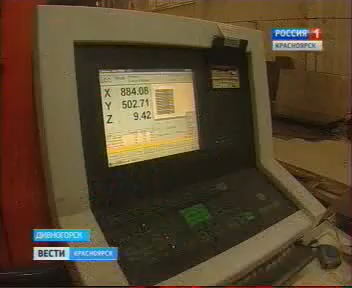 РОССИЯ 1
КРАСНОЯРСК
X 884.08
Y 502.71
Z 9.42
ДИВНОГОРСК
ВЕСТИ КРАСНОЯРСК